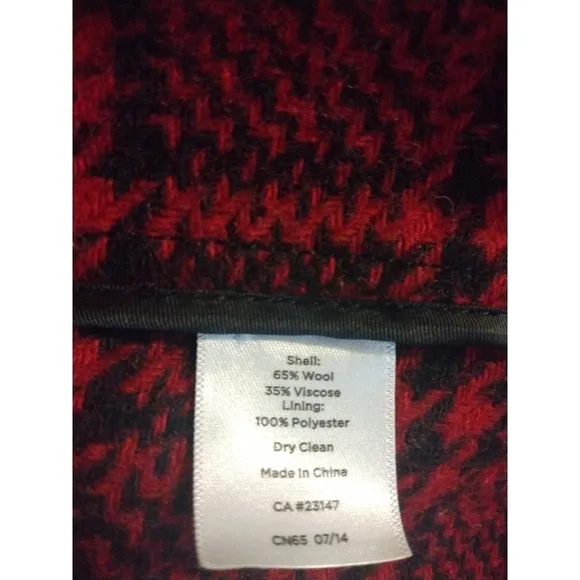 Shell:
65% Wool
35% Viscose
Lining:
100% Polyester
Dry Clean
Made in China
CA #23147
CN65 07/14